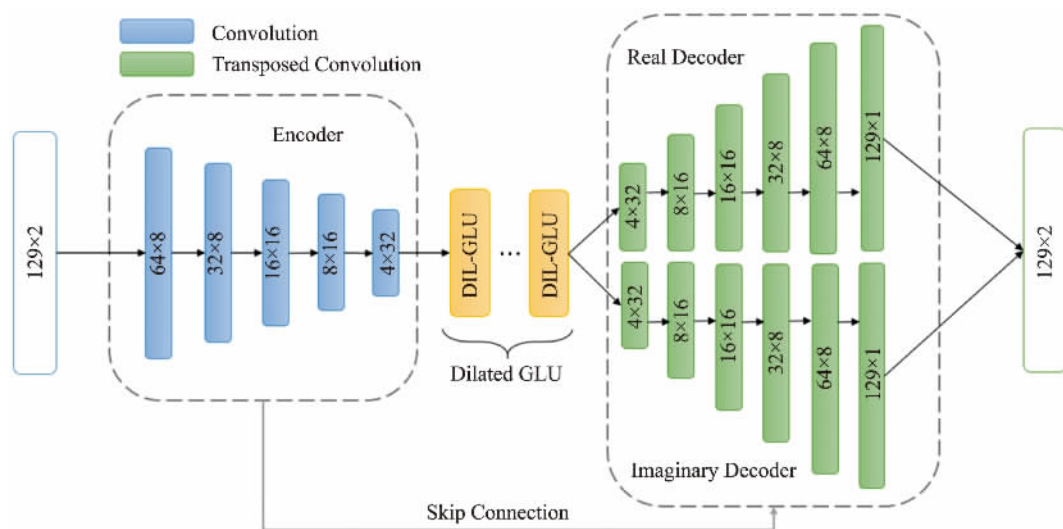 Convolution
Transposed Convolution
Encoder
129×2
64×8
32×8
16×16
8×16
4×32
DIL-GLU
...
DIL-GLU
Dilated GLU
Real Decoder
4×32
8×16
16×16
32×8
64×8
129×1
4×32
8×16
16×16
32×8
64×8
129×1
Imaginary Decoder
129×2
Skip Connection